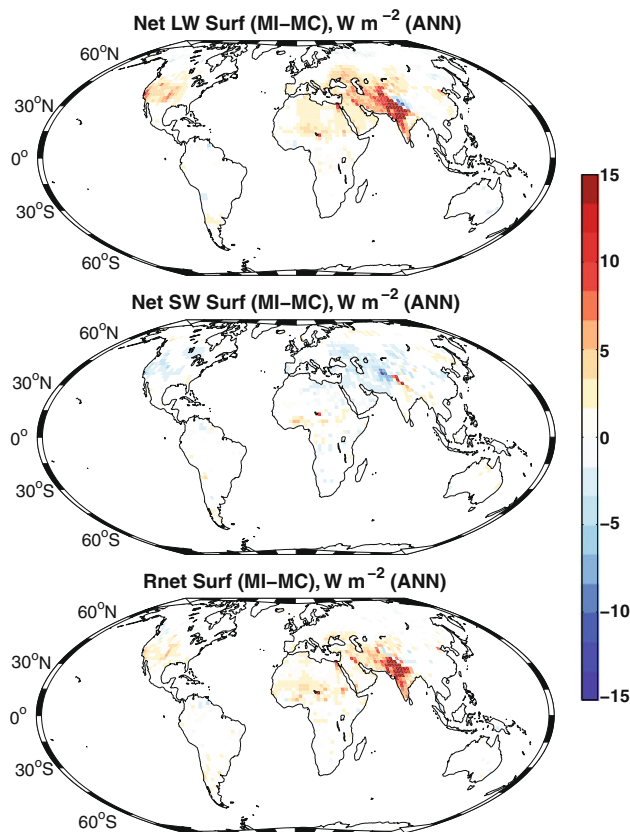 Net LW Surf (MI−MC), W m⁻² (ANN)
60°N
30°N
0°
30°S
60°S
Net SW Surf (MI−MC), W m⁻² (ANN)
60°N
30°N
0°
30°S
60°S
Rnet Surf (MI−MC), W m⁻² (ANN)
60°N
30°N
0°
30°S
60°S
15
10
5
0
−5
−10
−15